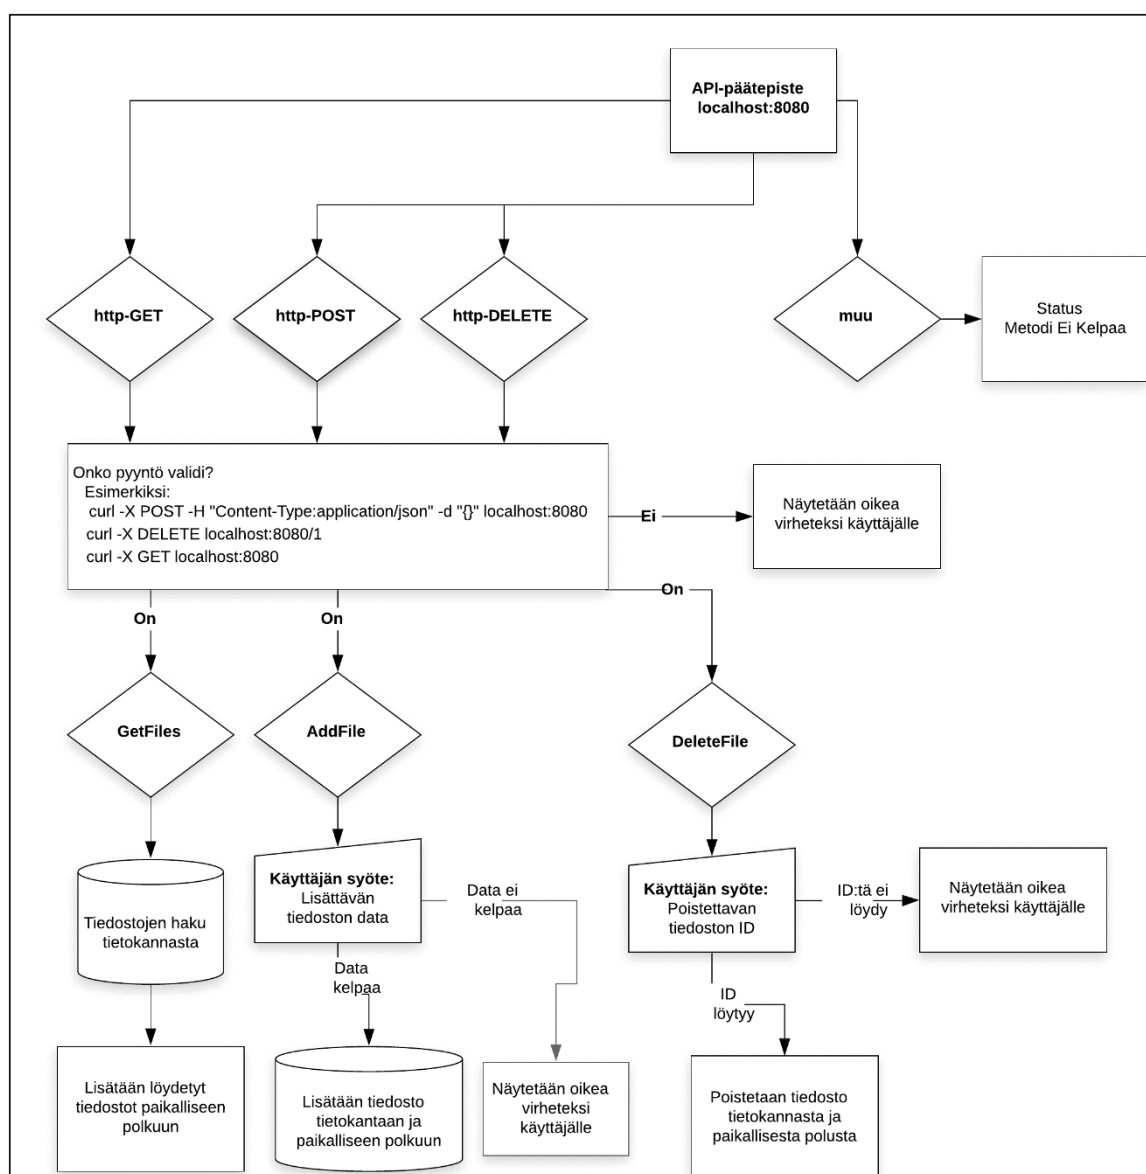 API-päätepiste
localhost:8080
http-GET
http-POST
http-DELETE
muu
Status
Metodi Ei Kelpaa
Onko pyyntö validi?
Esimerkiksi:
curl -X POST -H "Content-Type:application/json" -d "{}" localhost:8080
curl -X DELETE localhost:8080/1
curl -X GET localhost:8080
Ei
Näytetään oikea
virheteksi käyttäjälle
On
On
On
GetFiles
AddFile
DeleteFile
Tiedostojen haku
tietokannasta
Käyttäjän syöte:
Lisättävän
tiedoston data
Data ei
kelpaa
Käyttäjän syöte:
Poistettavan
tiedoston ID
ID:tä ei
löydy
Näytetään oikea
virheteksi käyttäjälle
Data
kelpaa
ID
löytyy
Lisätään löydetyt
tiedostot paikalliseen
polkuun
Lisätään tiedosto
tietokantaan ja
paikalliseen polkuun
Näytetään oikea
virheteksi
käyttäjälle
Poistetaan tiedosto
tietokannasta ja
paikallisesta polusta